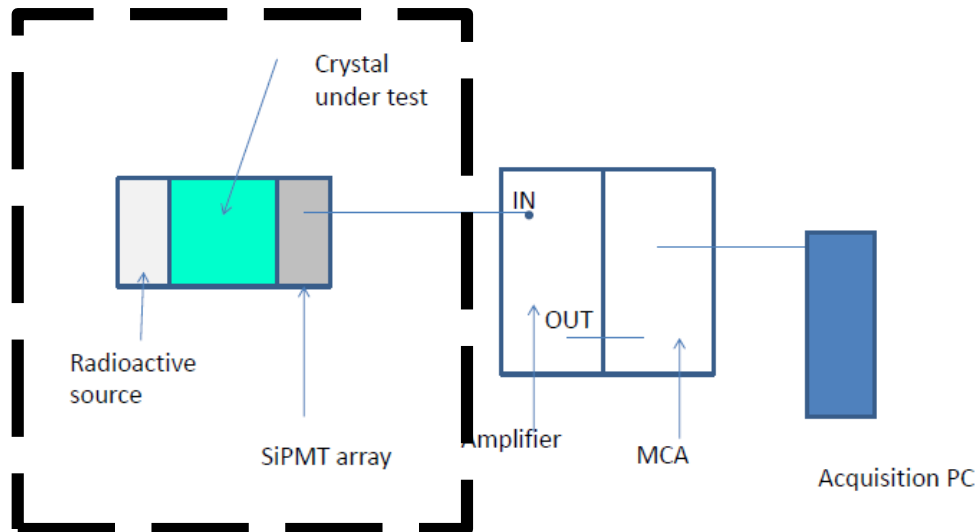 Crystal
under test
IN
OUT
Radioactive
source
SiPMT array
Amplifier
MCA
Acquisition PC